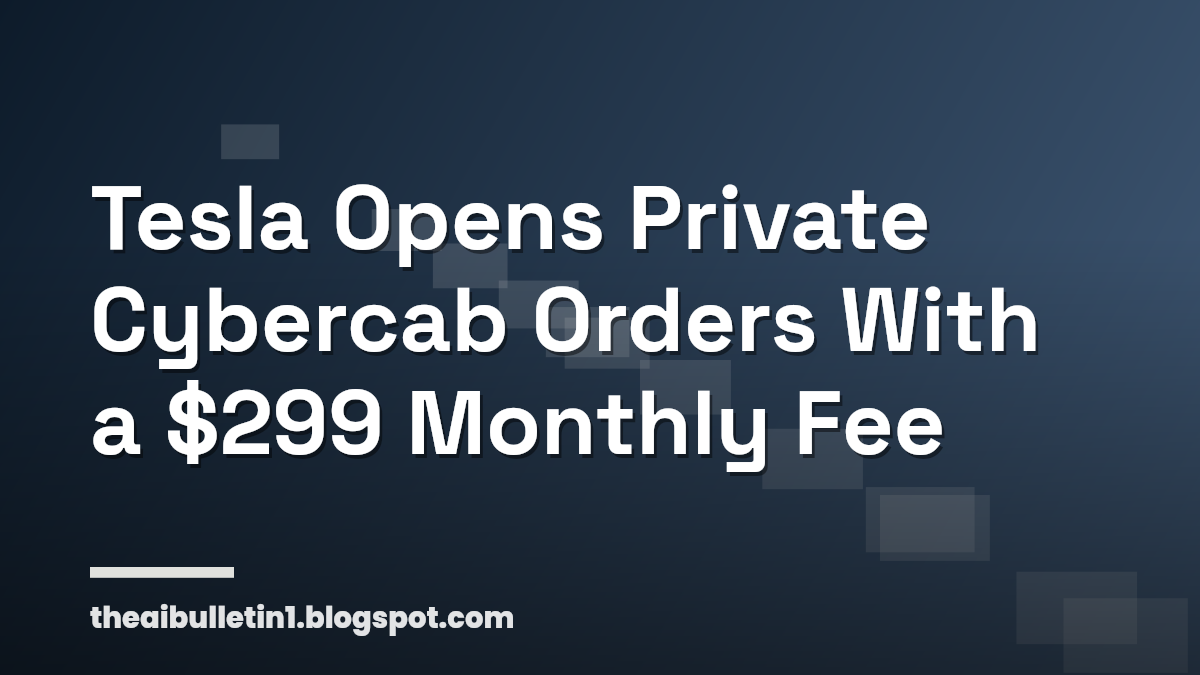 Tesla Opens Private
Cybercab Orders With
a $299 Monthly Fee
theaibulletin1.blogspot.com